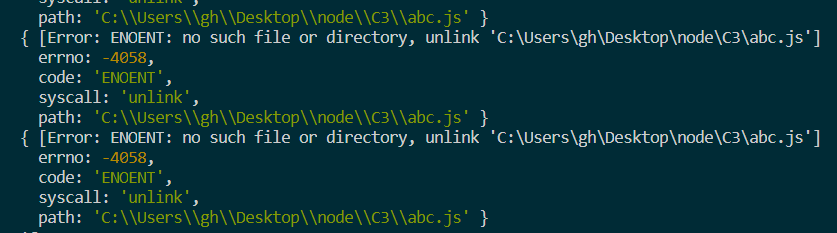 path: 'C:\\Users\\gh\\Desktop\\node\\C3\\abc.js' }
{ [Error: ENOENT: no such file or directory, unlink 'C:\Users\gh\Desktop\node\C3\abc.js']
errno: -4058,
code: 'ENOENT',
syscall: 'unlink',
path: 'C:\\Users\\gh\\Desktop\\node\\C3\\abc.js' }
{ [Error: ENOENT: no such file or directory, unlink 'C:\Users\gh\Desktop\node\C3\abc.js']
errno: -4058,
code: 'ENOENT',
syscall: 'unlink',
path: 'C:\\Users\\gh\\Desktop\\node\\C3\\abc.js' }